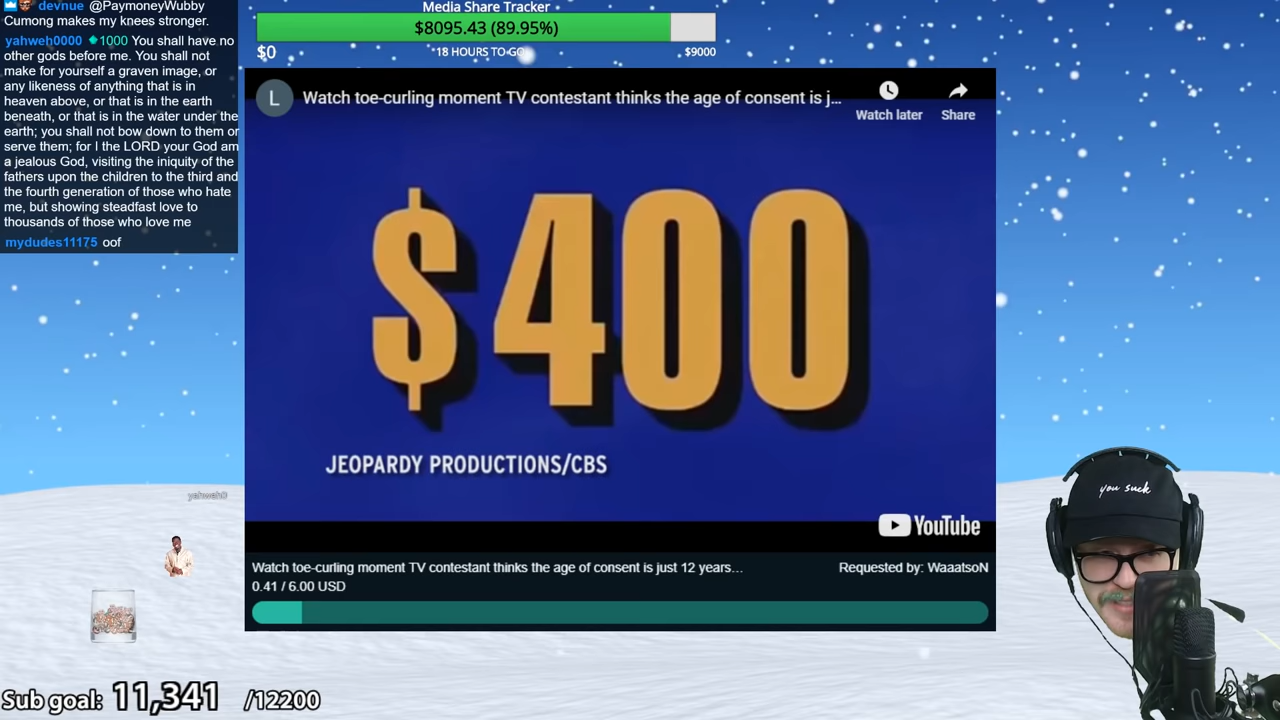 devnue @PaymoneyWubby
Cumong makes my knees stronger.
yahweh0000 1000 You shall have no
other gods before me. You shall not
make for yourself a graven image, or
any likeness of anything that is in
heaven above, or that is in the earth
beneath, or that is in the water under the
earth; you shall not bow down to them or
serve them; for I the LORD your God am
a jealous God, visiting the iniquity of the
fathers upon the children to the third and
the fourth generation of those who hate
me, but showing steadfast love to
thousands of those who love me
mydudes11175 oof
Media Share Tracker
$8095.43 (89.95%)
$0
18 HOURS TO GO
$9000
L
Watch toe-curling moment TV contestant thinks the age of consent is j...
Watch later
Share
$400
JEOPARDY PRODUCTIONS/CBS
YouTube
Watch toe-curling moment TV contestant thinks the age of consent is just 12 years...
Requested by: WaaatsoN
0.41 / 6.00 USD
you suck
yahweh0
Sub goal: 11,341 /12200